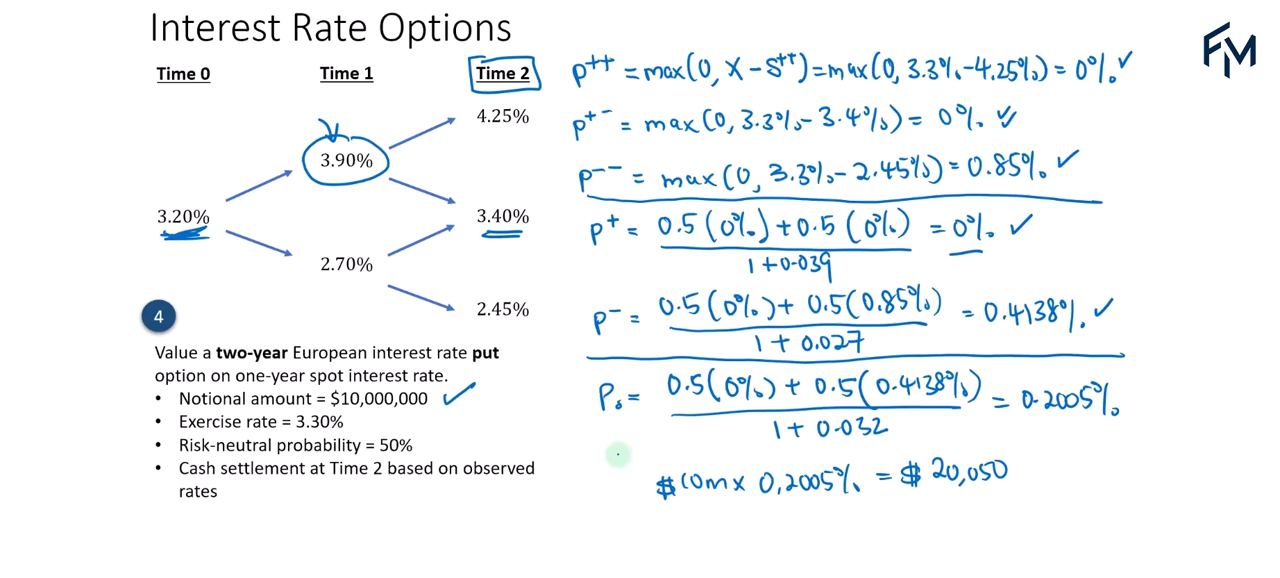 Interest Rate Options
FM
Time 0
Time 1
Time 2
4.25%
3.90%
3.20%
3.40%
2.70%
2.45%
4
Value a two-year European interest rate put
option on one-year spot interest rate.
• Notional amount = $10,000,000
• Exercise rate = 3.30%
• Risk-neutral probability = 50%
• Cash settlement at Time 2 based on observed
rates
p++ = max(0, X - S++) = max(0, 3.3% - 4.25%) = 0% ✓
p+- = max(0, 3.3% - 3.4%) = 0% ✓
p-- = max(0, 3.3% - 2.45%) = 0.85% ✓
p+ = 0.5(0%) + 0.5(0%) = 0% ✓
1+0.039
p- = 0.5(0%) + 0.5(0.85%) = 0.4138% ✓
1 + 0.027
P₀ = 0.5(0%) + 0.5(0.4138%) = 0.2005%
1 + 0.032
$10m x 0.2005% = $20,050